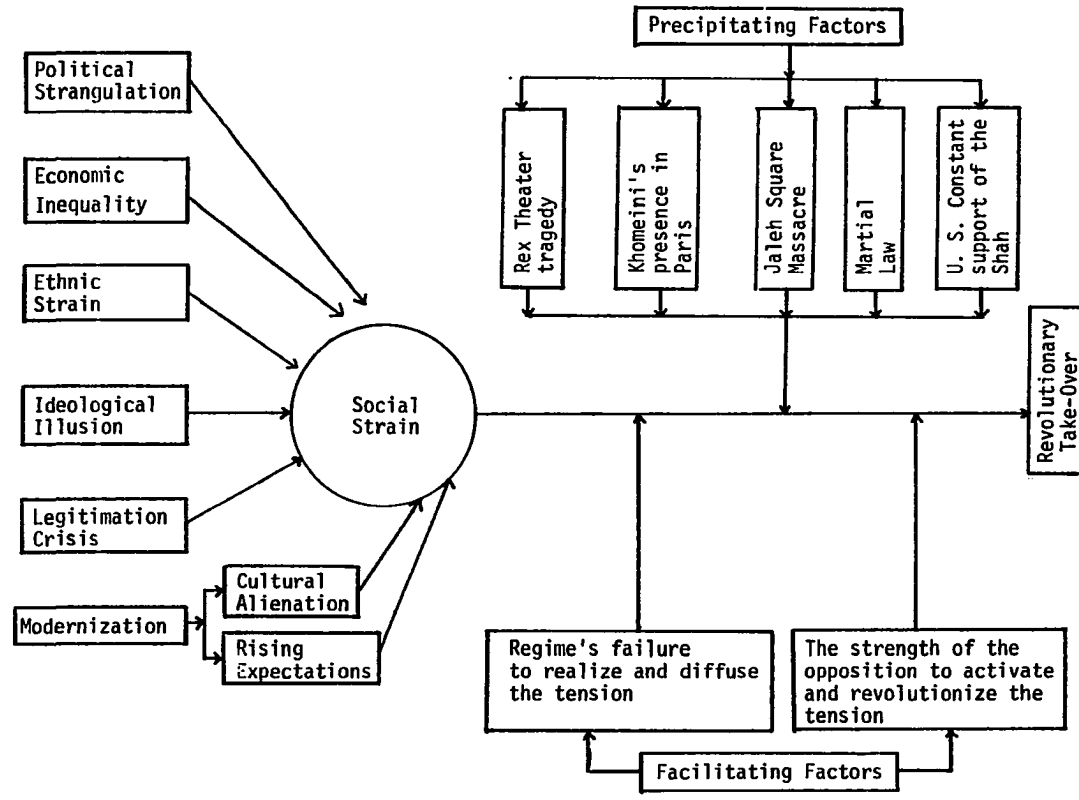 Precipitating Factors
Political
Strangulation
Economic
Inequality
Ethnic
Strain
Ideological
Illusion
Legitimation
Crisis
Modernization
Cultural
Alienation
Rising
Expectations
Social
Strain
Rex Theater
tragedy
Khomeini's
presence in
Paris
Jaleh Square
Massacre
Martial
Law
U. S. Constant
support of the
Shah
Revolutionary
Take-Over
Regime's failure
to realize and diffuse
the tension
The strength of the
opposition to activate
and revolutionize the
tension
Facilitating Factors